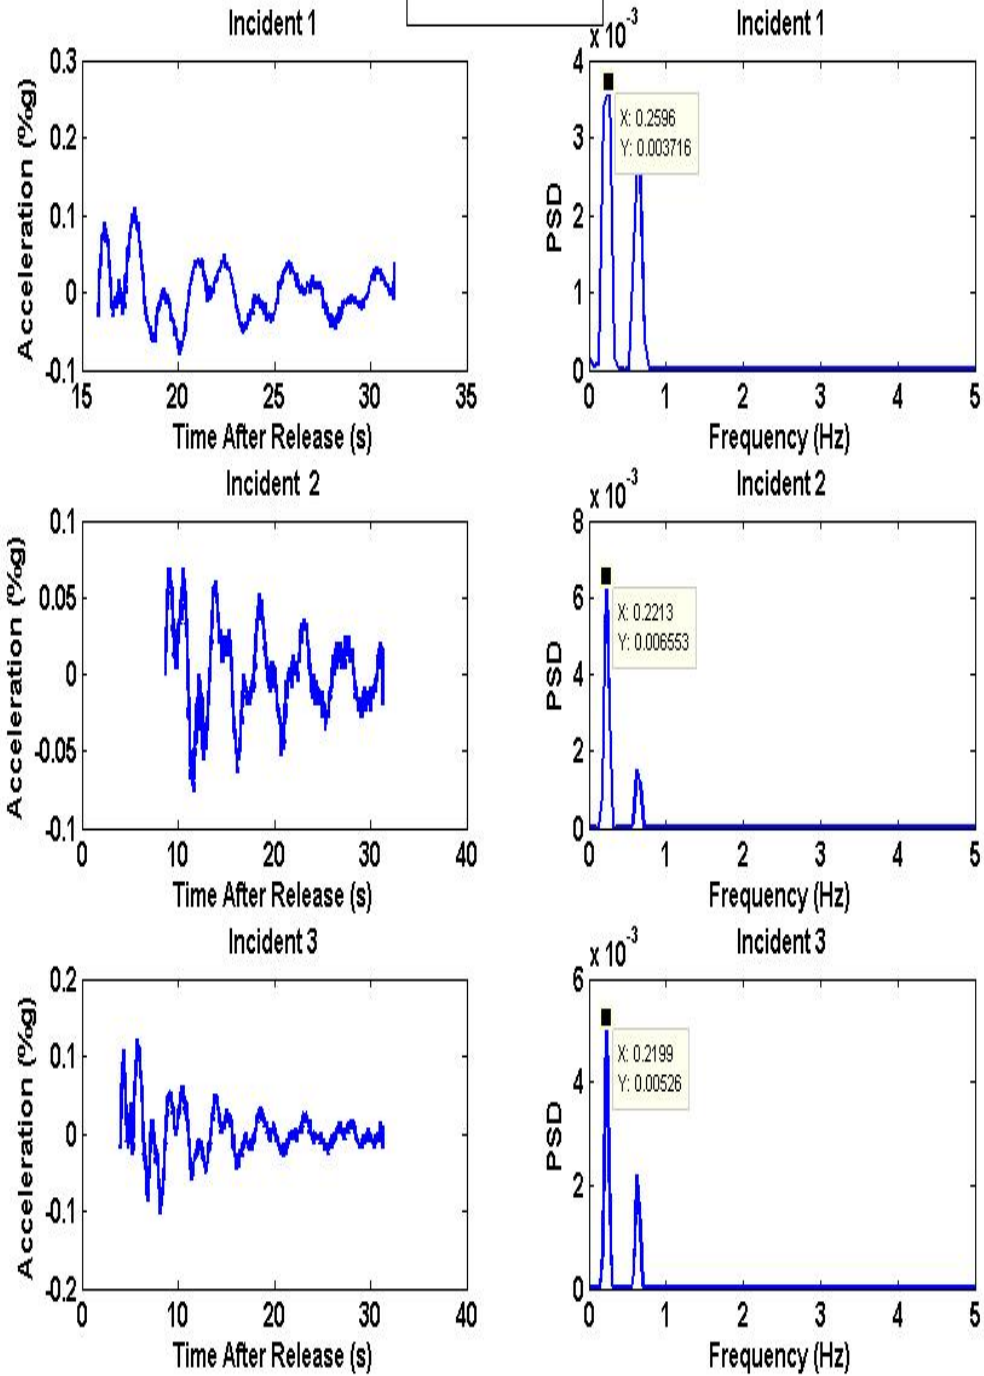 Incident 1
Acceleration (%g)
0.3
0.2
0.1
0
-0.1
15 20 25 30 35
Time After Release (s)
x 10-3
Incident 1
PSD
4
3
2
1
0
X: 0.2596
Y: 0.003716
0 1 2 3 4 5
Frequency (Hz)
Incident 2
Acceleration (%g)
0.1
0.05
0
-0.05
-0.1
0 10 20 30 40
Time After Release (s)
x 10-3
Incident 2
PSD
8
6
4
2
0
X: 0.2213
Y: 0.006553
0 1 2 3 4 5
Frequency (Hz)
Incident 3
Acceleration (%g)
0.2
0.1
0
-0.1
-0.2
0 10 20 30 40
Time After Release (s)
x 10-3
Incident 3
PSD
6
4
2
0
X: 0.2199
Y: 0.00526
0 1 2 3 4 5
Frequency (Hz)